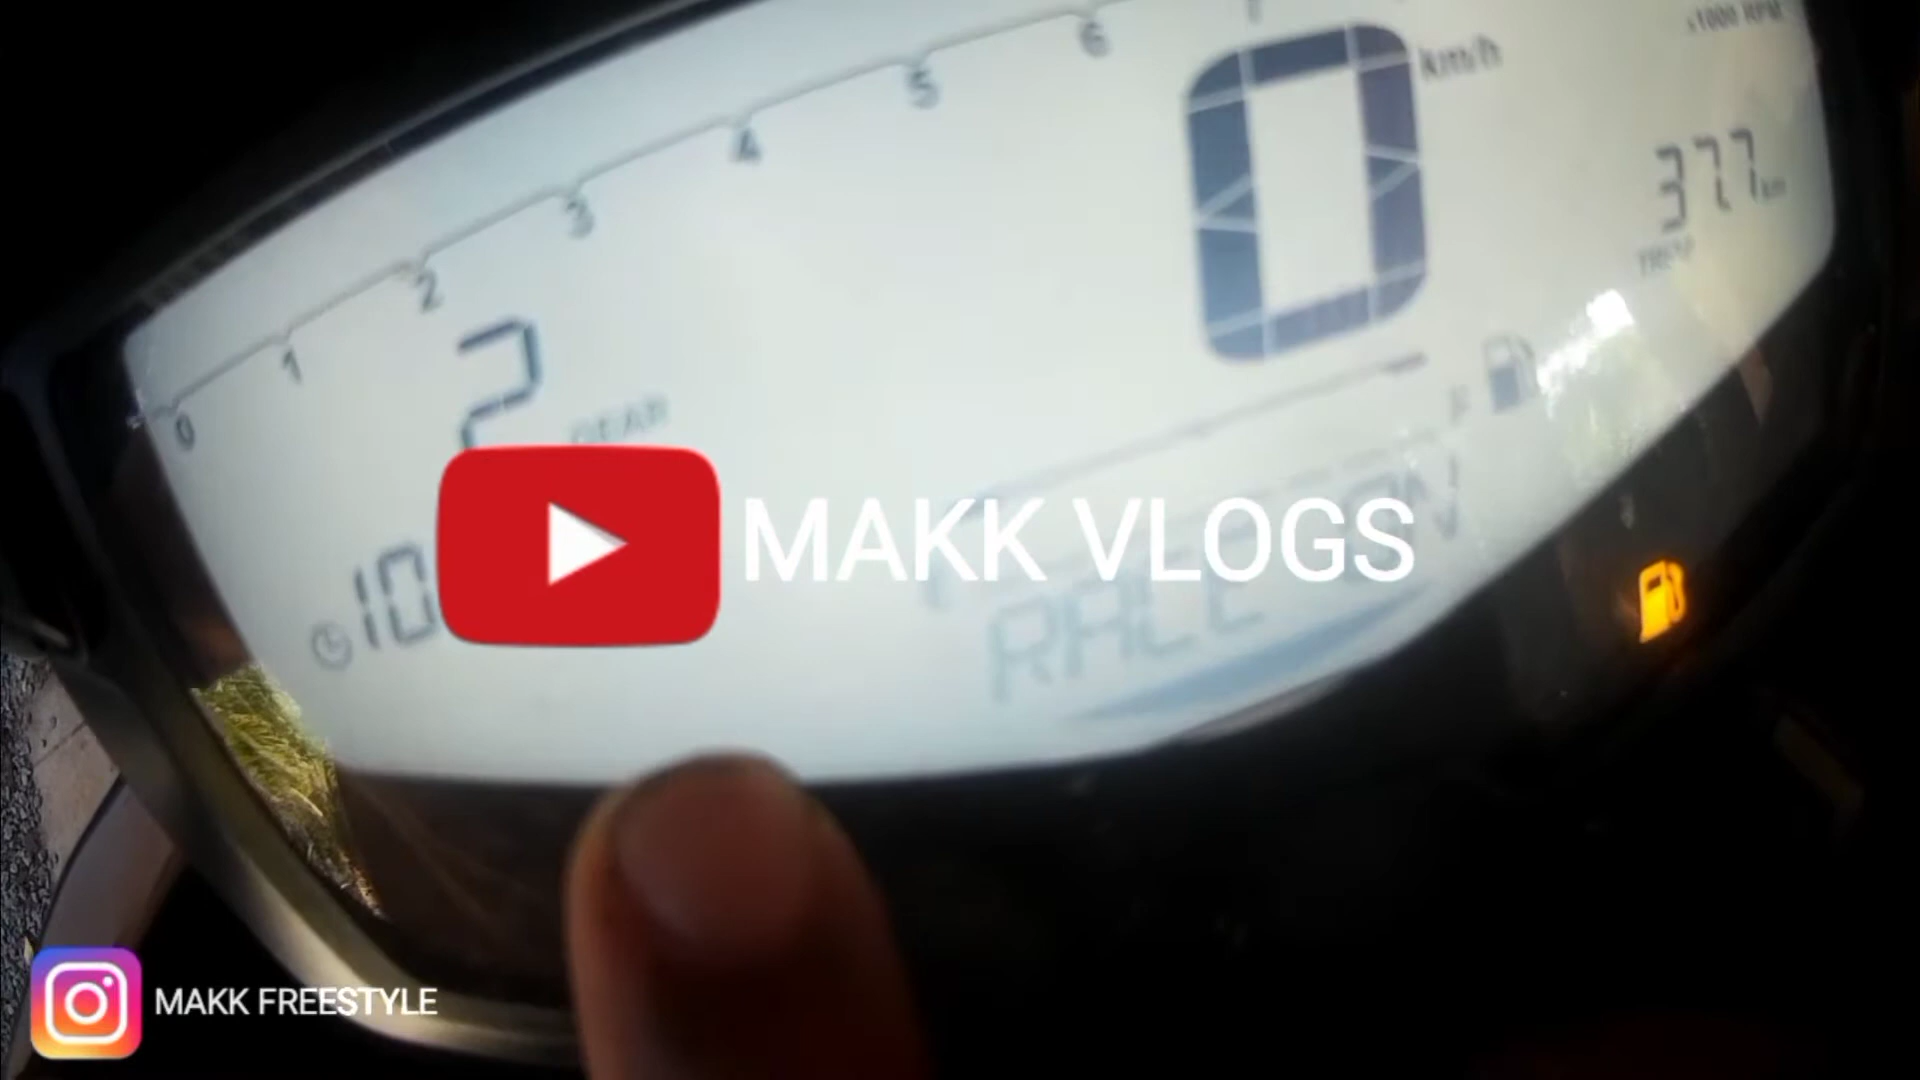 0 1 2 3 4 5 6
x1000 RPM
0 km/h
377 km
2 GEAR
F
10
MAKK VLOGS
MAKK FREESTYLE